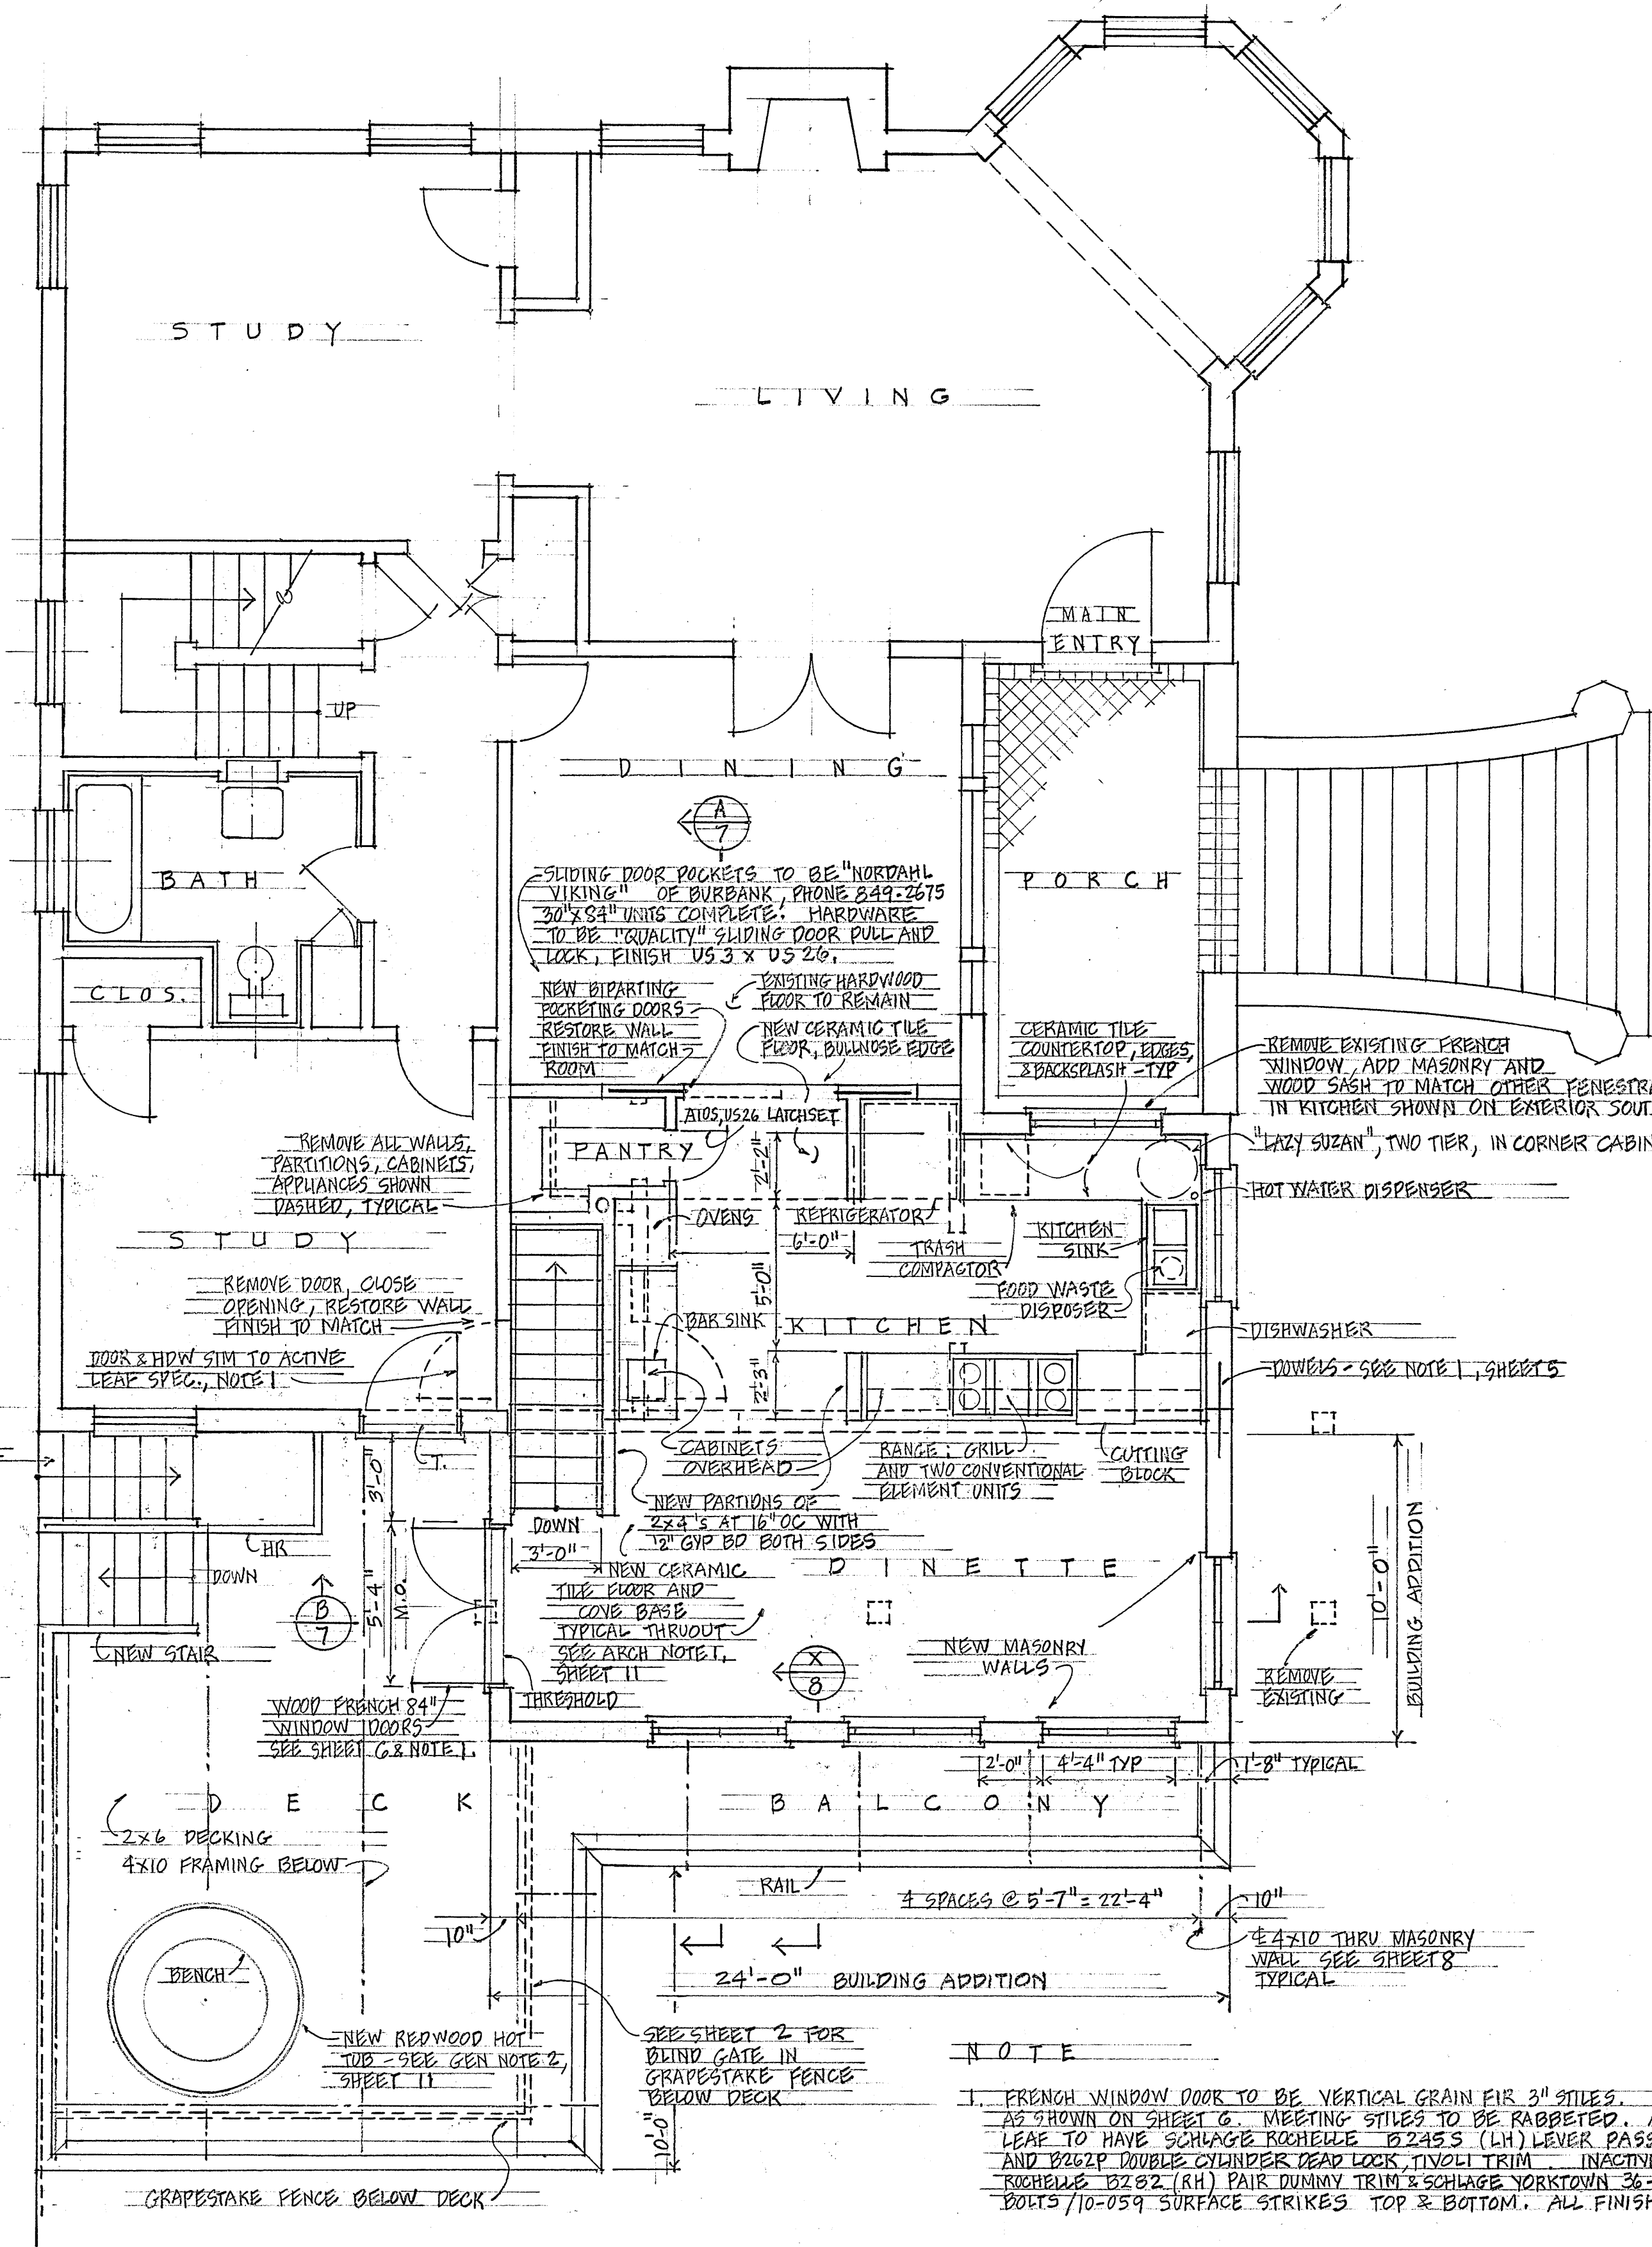 STUDY
LIVING
MAIN
ENTRY
UP
DINING
A
7
BATH
PORCH
SLIDING DOOR POCKETS TO BE "NORDAHL
VIKING" OF BURBANK, PHONE 849-2675
30"X84" UNITS COMPLETE. HARDWARE
TO BE "QUALITY" SLIDING DOOR PULL AND
LOCK, FINISH US3 X US26.
CLOS.
NEW BIPARTING
POCKETING DOORS
RESTORE WALL
FINISH TO MATCH
ROOM
EXISTING HARDWOOD
FLOOR TO REMAIN
NEW CERAMIC TILE
FLOOR, BULLNOSE EDGE
CERAMIC TILE
COUNTERTOP, EDGES,
& BACKSPLASH - TYP
REMOVE EXISTING FRENCH
WINDOW, ADD MASONRY AND
WOOD SASH TO MATCH OTHER FENESTRA
IN KITCHEN SHOWN ON EXTERIOR SOUT
A10S, US26 LATCHSET
PANTRY
2'-2"
"LAZY SUZAN", TWO TIER, IN CORNER CABIN
HOT WATER DISPENSER
REMOVE ALL WALLS,
PARTITIONS, CABINETS,
APPLIANCES SHOWN
DASHED, TYPICAL
STUDY
OVENS
REFRIGERATOR
6'-0"
TRASH
COMPACTOR
KITCHEN
SINK
FOOD WASTE
DISPOSER
5'-0"
REMOVE DOOR, CLOSE
OPENING, RESTORE WALL
FINISH TO MATCH
BAR SINK
KITCHEN
DISHWASHER
DOOR & HDW SIM TO ACTIVE
LEAF SPEC., NOTE 1
2'-3"
DOWELS - SEE NOTE 1, SHEET 5
T.
3'-0"
CABINETS
OVERHEAD
RANGE: GRILL
AND TWO CONVENTIONAL
ELEMENT UNITS
CUTTING
BLOCK
NEW PARTIONS OF
2x4's AT 16" OC WITH
1/2" GYP BD BOTH SIDES
HR
DOWN
DOWN
3'-0"
5'-4"
M.O.
B
7
NEW CERAMIC
TILE FLOOR AND
COVE BASE
TYPICAL THRUOUT
SEE ARCH NOTE 1,
SHEET 11
DINETTE
10'-0"
BUILDING ADDITION
NEW STAIR
X
8
NEW MASONRY
WALLS
REMOVE
EXISTING
THRESHOLD
WOOD FRENCH 84"
WINDOW DOORS
SEE SHEET 6 & NOTE 1.
2'-0"
4'-4" TYP
1'-8" TYPICAL
DECK
BALCONY
2X6 DECKING
4X10 FRAMING BELOW
RAIL
4 SPACES @ 5'-7" = 22'-4"
10"
10"
℄ 4X10 THRU MASONRY
WALL SEE SHEET 8
TYPICAL
BENCH
24'-0" BUILDING ADDITION
NEW REDWOOD HOT
TUB - SEE GEN NOTE 2,
SHEET 11
SEE SHEET 2 FOR
BLIND GATE IN
GRAPESTAKE FENCE
BELOW DECK
10'-0
GRAPESTAKE FENCE BELOW DECK
NOTE
1. FRENCH WINDOW DOOR TO BE VERTICAL GRAIN FIR 3" STILES.
AS SHOWN ON SHEET 6. MEETING STILES TO BE RABBETED.
LEAF TO HAVE SCHLAGE ROCHELLE B245S (LH) LEVER PASS
AND B262P DOUBLE CYLINDER DEAD LOCK, TIVOLI TRIM. INACTIV
ROCHELLE B282 (RH) PAIR DUMMY TRIM & SCHLAGE YORKTOWN 36-
BOLTS/10-059 SURFACE STRIKES TOP & BOTTOM. ALL FINISH